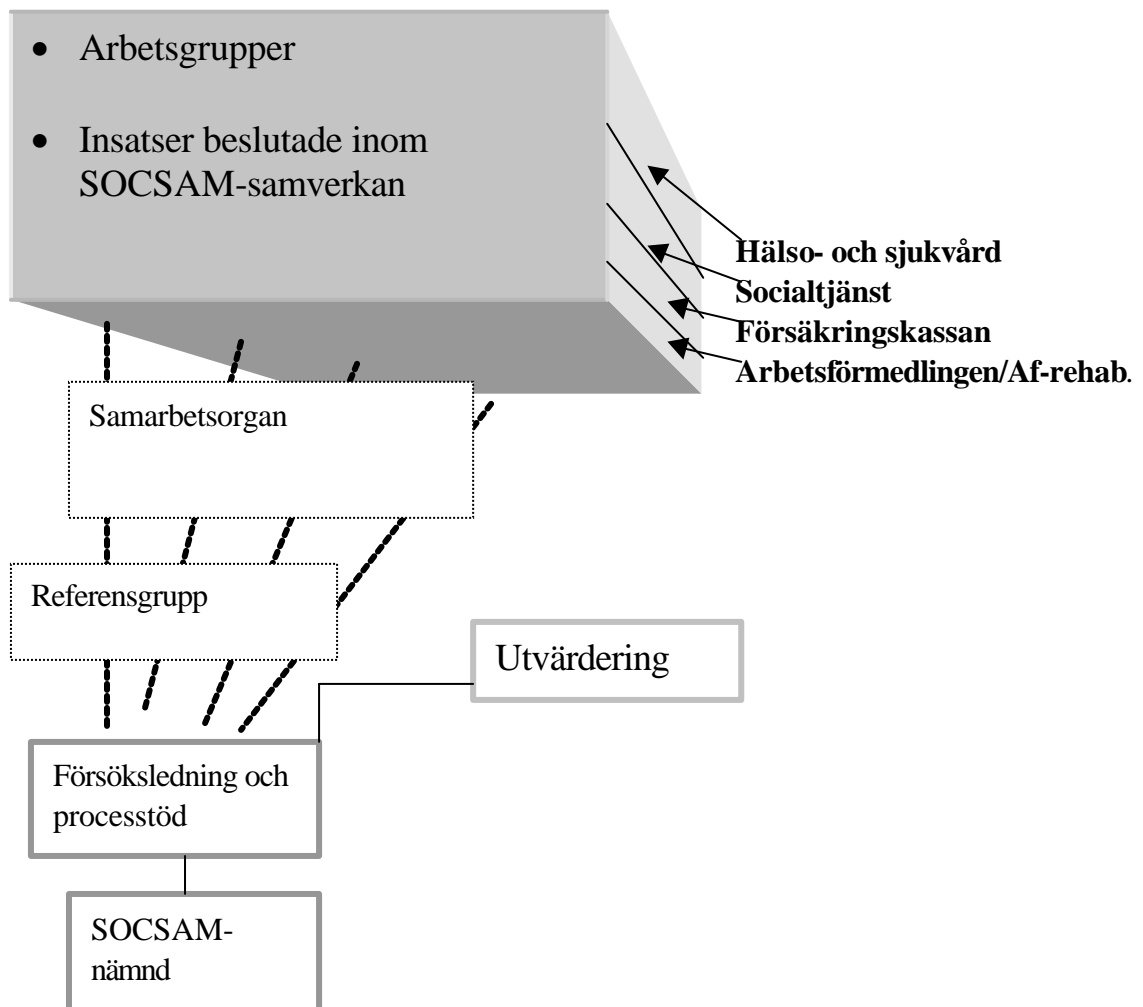 • Arbetsgrupper
• Insatser beslutade inom
SOCSAM-samverkan
Hälso- och sjukvård
Socialtjänst
Försäkringskassan
Arbetsförmedlingen/Af-rehab.
Samarbetsorgan
Referensgrupp
Utvärdering
Försöksledning och
processtöd
SOCSAM-
nämnd